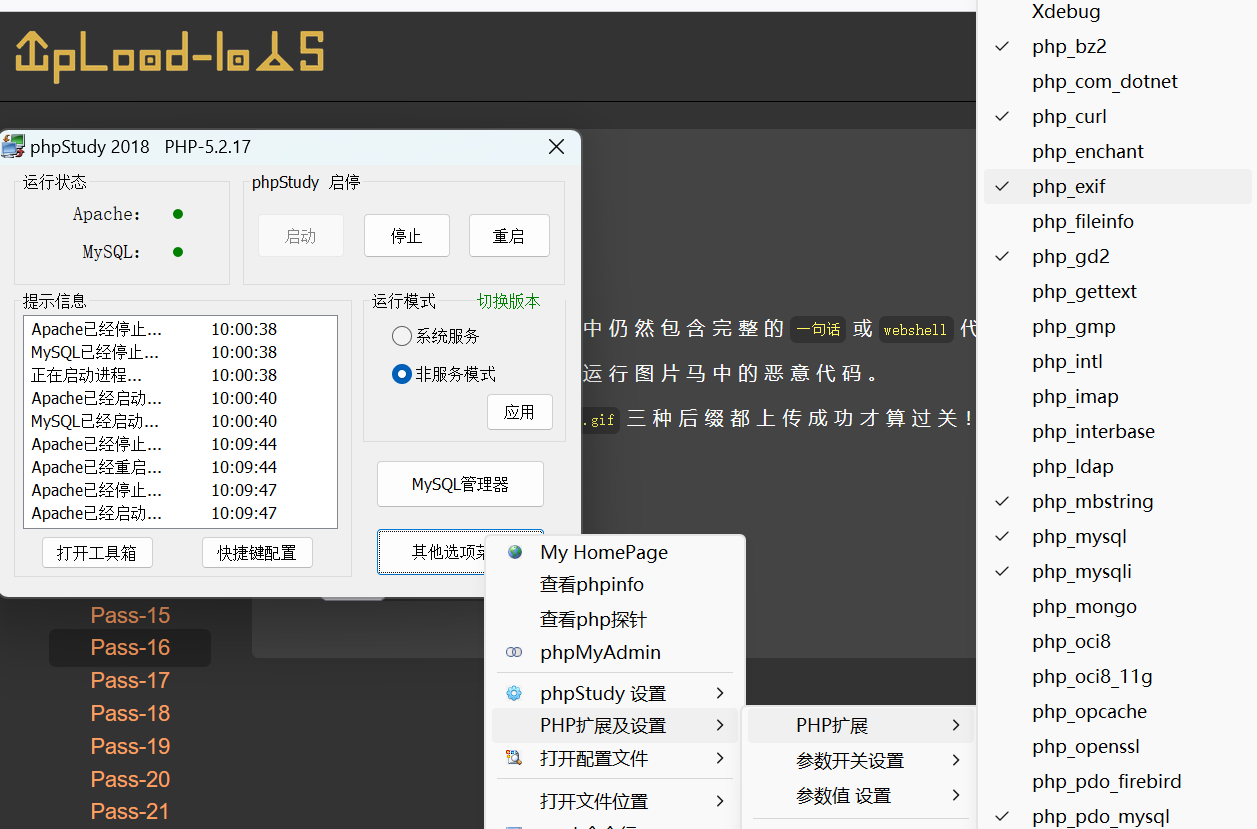 UpLoad-labs
phpStudy 2018 PHP-5.2.17
运行状态
Apache:
MySQL:
phpStudy 启停
启动
停止
重启
提示信息
Apache已经停止... 10:00:38
MySQL已经停止... 10:00:38
正在启动进程... 10:00:38
Apache已经启动... 10:00:40
MySQL已经启动... 10:00:40
Apache已经停止... 10:09:44
Apache已经重启... 10:09:44
Apache已经停止... 10:09:47
Apache已经启动... 10:09:47
打开工具箱
快捷键配置
运行模式
切换版本
系统服务
非服务模式
应用
MySQL管理器
其他选项菜
中仍然包含完整的 一句话 或 webshell 代
运行图片马中的恶意代码。
.gif 三种后缀都上传成功才算过关！
Pass-15
Pass-16
Pass-17
Pass-18
Pass-19
Pass-20
Pass-21
My HomePage
查看phpinfo
查看php探针
phpMyAdmin
phpStudy 设置
PHP扩展及设置
打开配置文件
打开文件位置
PHP扩展
参数开关设置
参数值 设置
Xdebug
php_bz2
php_com_dotnet
php_curl
php_enchant
php_exif
php_fileinfo
php_gd2
php_gettext
php_gmp
php_intl
php_imap
php_interbase
php_ldap
php_mbstring
php_mysql
php_mysqli
php_mongo
php_oci8
php_oci8_11g
php_opcache
php_openssl
php_pdo_firebird
php_pdo_mysql